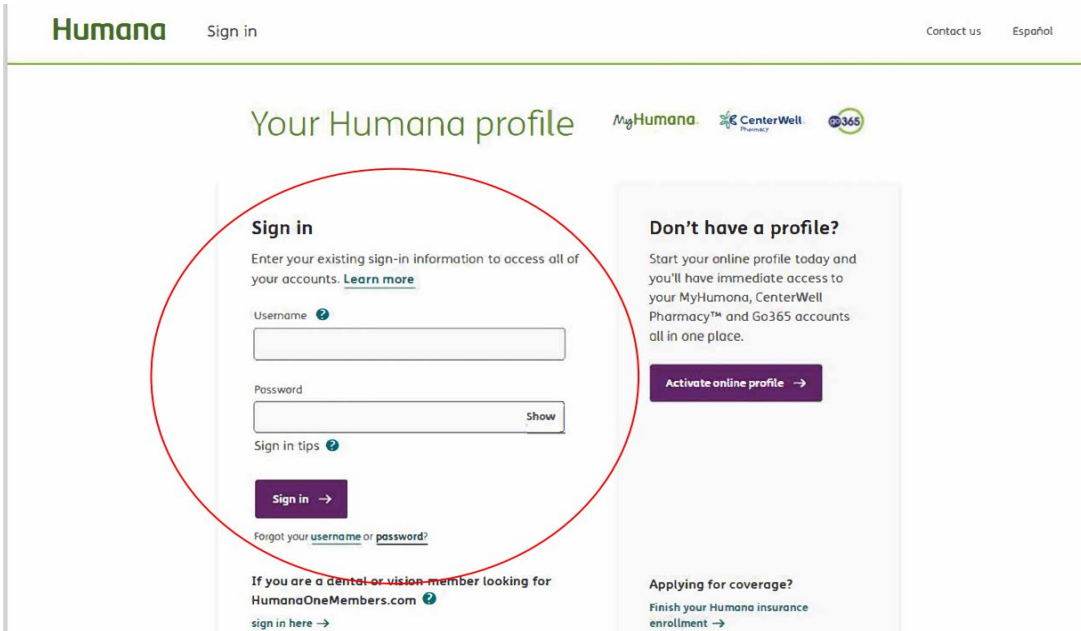 Humana
Sign in
Contact us
Español
Your Humana profile
MyHumana
CenterWell
Pharmacy
Go365
Sign in
Enter your existing sign-in information to access all of
your accounts. Learn more
Username ?
Password
Show
Sign in tips ?
Sign in →
Forgot your username or password?
If you are a dental or vision member looking for
HumanaOneMembers.com ?
sign in here →
Don't have a profile?
Start your online profile today and
you'll have immediate access to
your MyHumana, CenterWell
Pharmacy™ and Go365 accounts
all in one place.
Activate online profile →
Applying for coverage?
Finish your Humana insurance
enrollment →